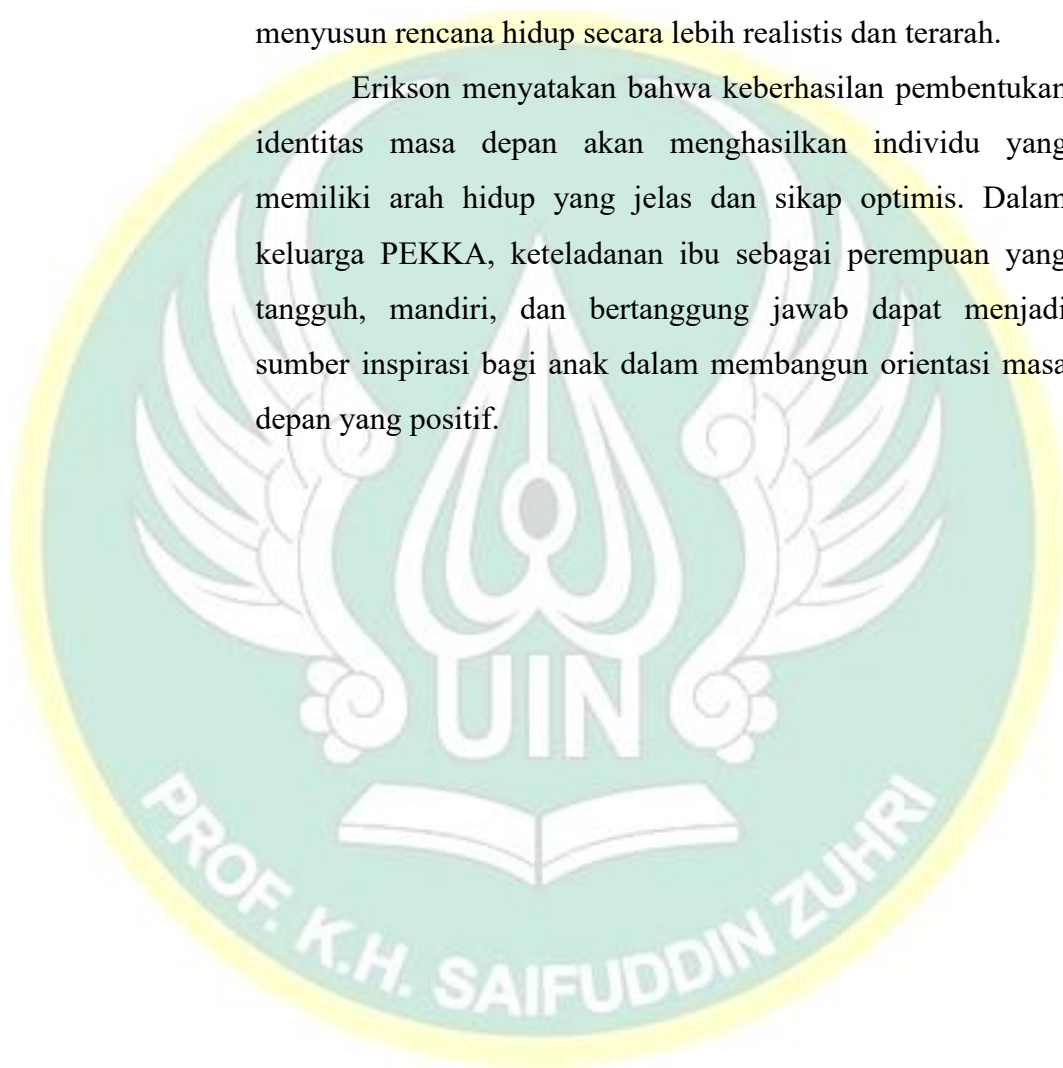 menyusun rencana hidup secara lebih realistis dan terarah.
Erikson menyatakan bahwa keberhasilan pembentukan
identitas masa depan akan menghasilkan individu yang
memiliki arah hidup yang jelas dan sikap optimis. Dalam
keluarga PEKKA, keteladanan ibu sebagai perempuan yang
tangguh, mandiri, dan bertanggung jawab dapat menjadi
sumber inspirasi bagi anak dalam membangun orientasi masa
depan yang positif.
UIN
PROF. K.H. SAIFUDDIN ZUHRI